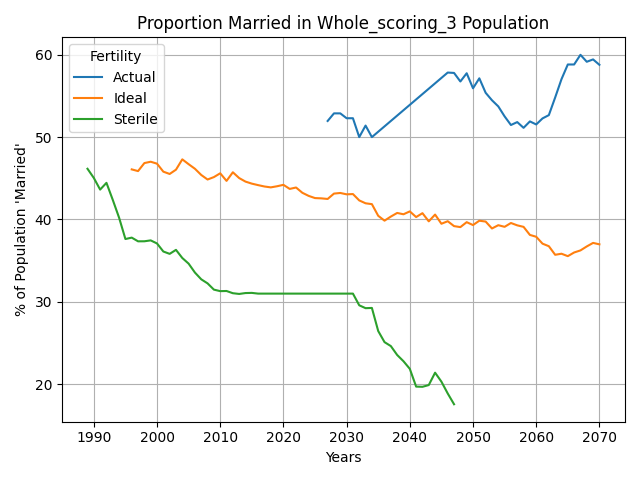 Proportion Married in Whole_scoring_3 Population
Fertility
Actual
Ideal
Sterile
% of Population 'Married'
60
50
40
30
20
1990 2000 2010 2020 2030 2040 2050 2060 2070
Years